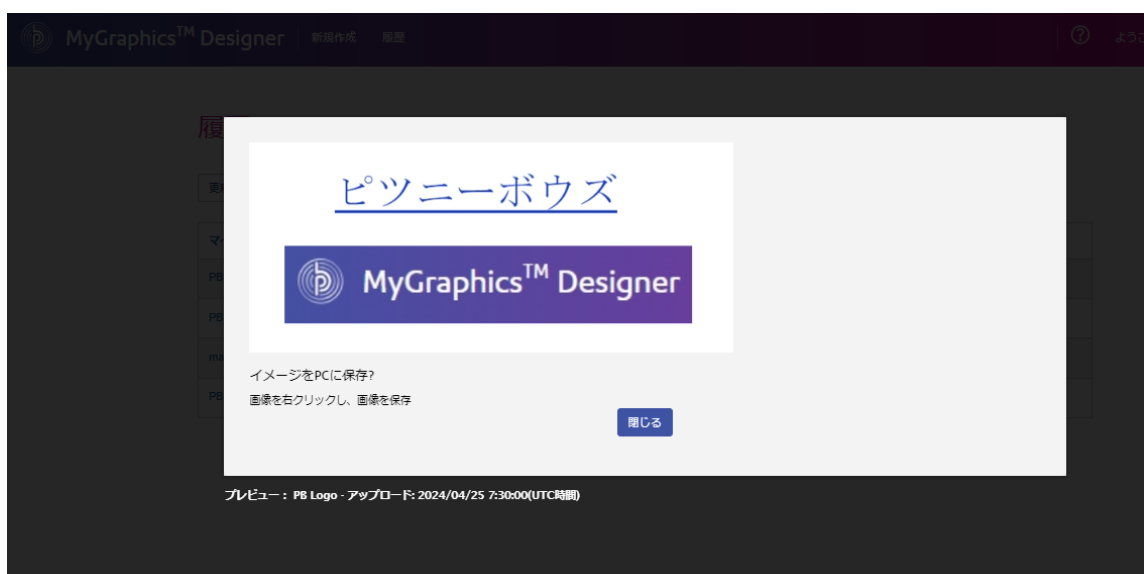 MyGraphics™ Designer 新規作成 履歴
ピツニーボウズ
MyGraphics™ Designer
イメージをPCに保存?
画像を右クリックし、画像を保存
閉じる
プレビュー： PB Logo - アップロード: 2024/04/25 7:30:00(UTC時間)